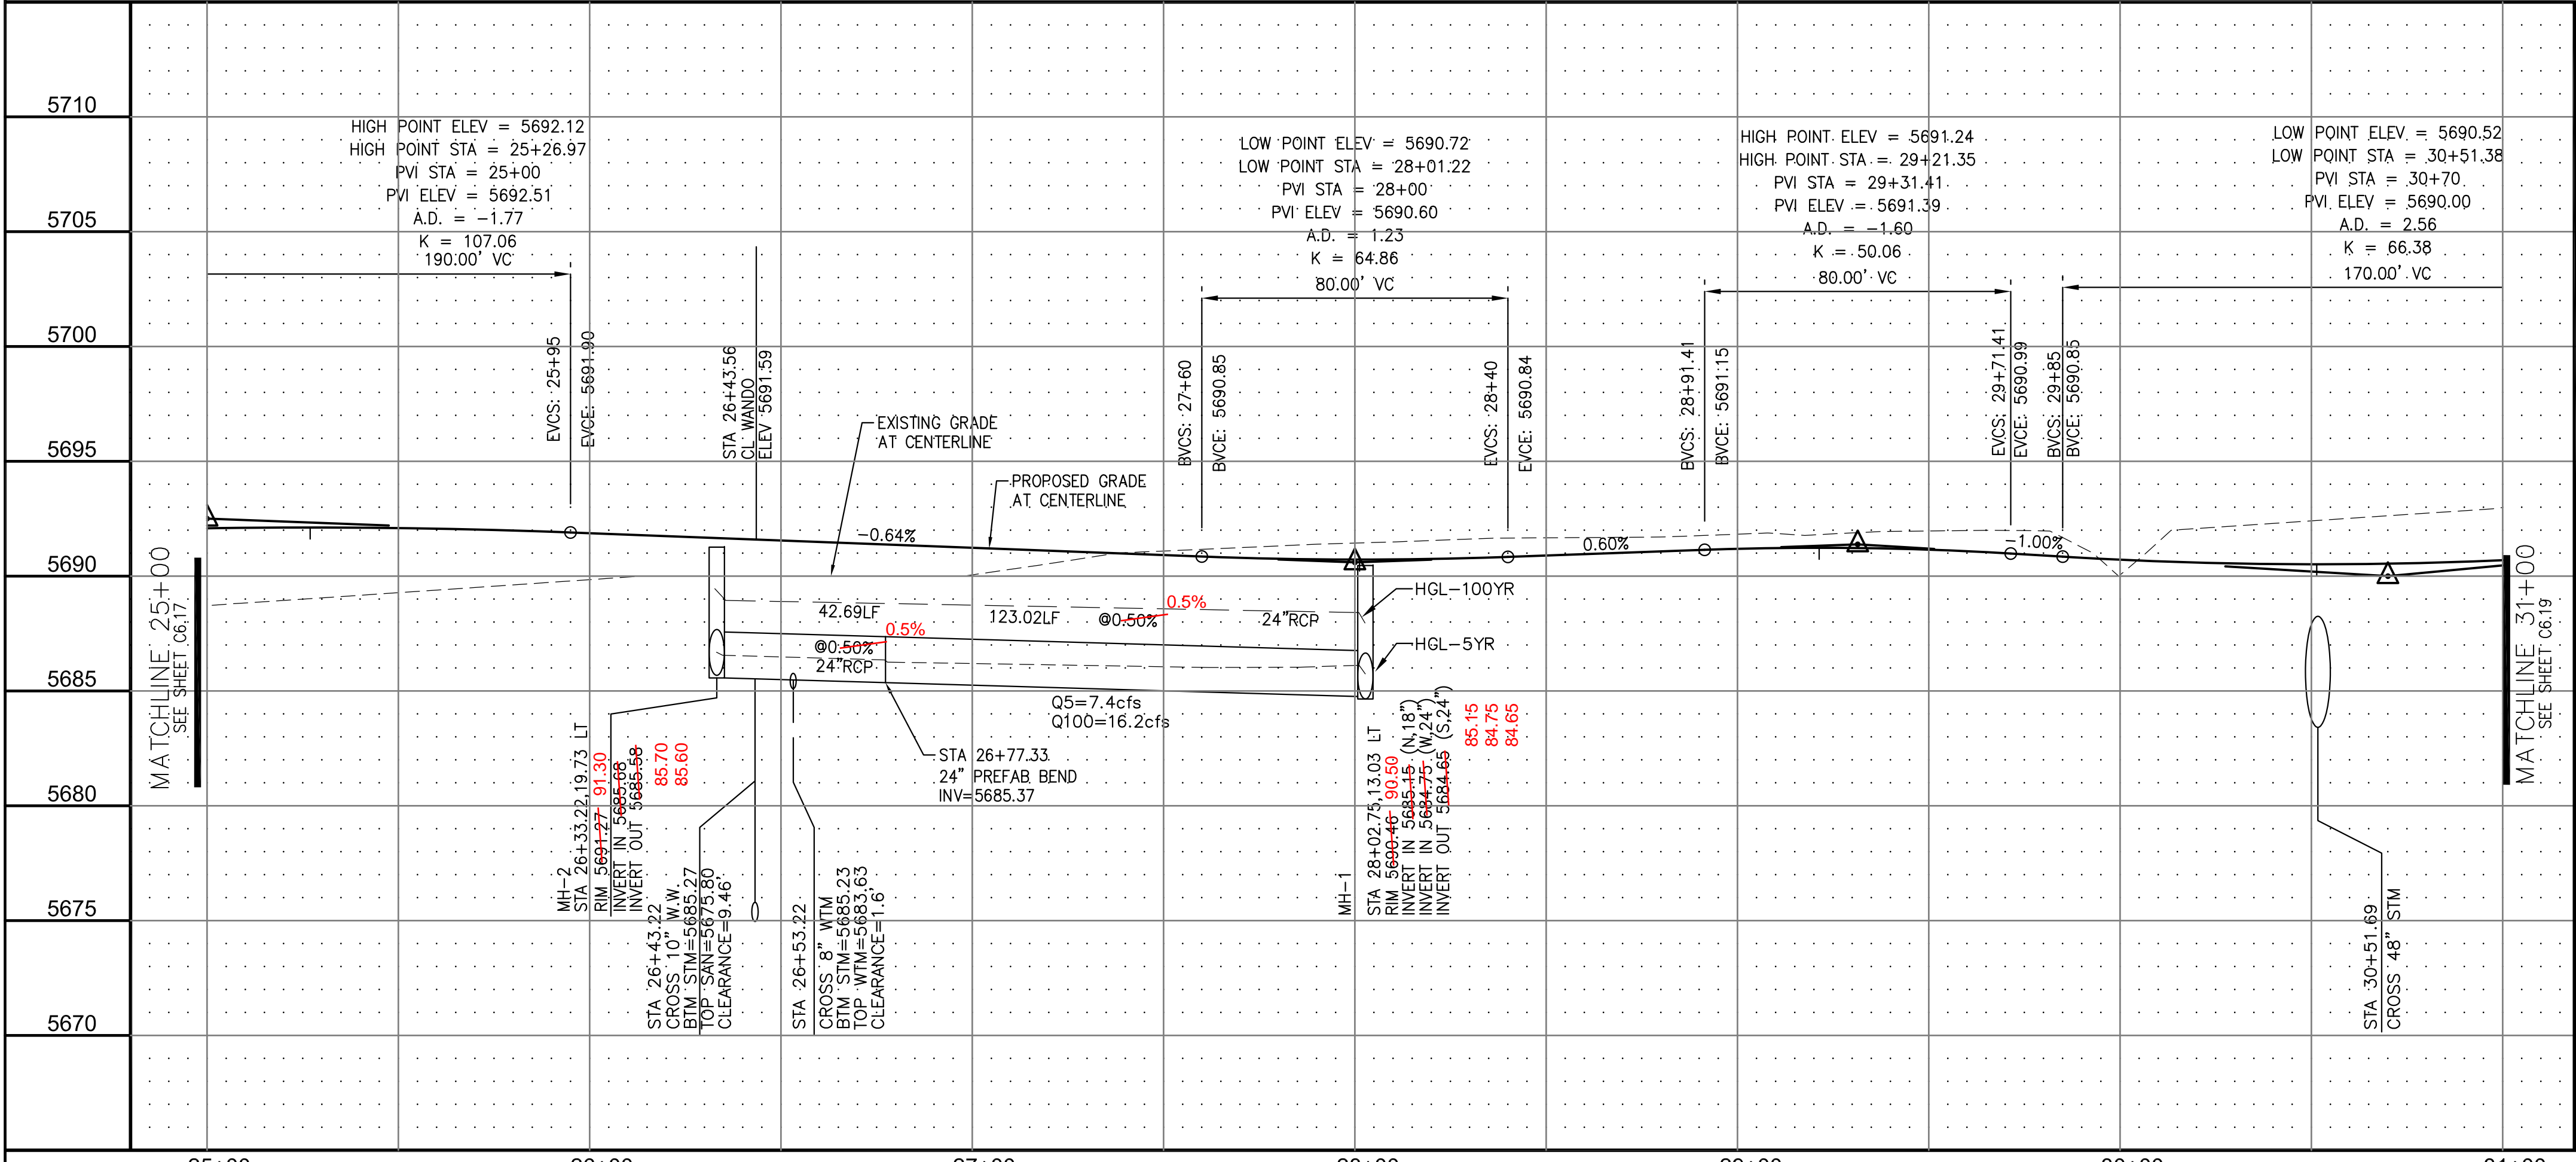 5710
5705
5700
5695
5690
5685
5680
5675
5670
HIGH POINT ELEV = 5692.12
HIGH POINT STA = 25+26.97
PVI STA = 25+00
PVI ELEV = 5692.51
A.D. = -1.77
K = 107.06
190.00' VC
LOW POINT ELEV = 5690.72
LOW POINT STA = 28+01.22
PVI STA = 28+00
PVI ELEV = 5690.60
A.D. = 1.23
K = 64.86
80.00' VC
HIGH POINT ELEV = 5691.24
HIGH POINT STA = 29+21.35
PVI STA = 29+31.41
PVI ELEV = 5691.39
A.D. = -1.60
K = 50.06
80.00' VC
LOW POINT ELEV = 5690.52
LOW POINT STA = 30+51.38
PVI STA = 30+70
PVI ELEV = 5690.00
A.D. = 2.56
K = 66.38
170.00' VC
EVCS: 25+95
EVCE: 5691.90
STA 26+43.56
CL WANDO
ELEV 5691.59
BVCS: 27+60
BVCE: 5690.85
EVCS: 28+40
EVCE: 5690.84
BVCS: 28+91.41
BVCE: 5691.15
EVCS: 29+71.41
EVCE: 5690.99
BVCS: 29+85
BVCE: 5690.85
EXISTING GRADE
AT CENTERLINE
PROPOSED GRADE
AT CENTERLINE
-0.64%
0.60%
-1.00%
MATCHLINE 25+00
SEE SHEET C6.17
MATCHLINE 31+00
SEE SHEET C6.19
42.69LF
@0.50%
0.5%
24"RCP
123.02LF
@0.50%
0.5%
24"RCP
HGL-100YR
HGL-5YR
Q5=7.4cfs
Q100=16.2cfs
STA 26+77.33
24" PREFAB BEND
INV=5685.37
MH-2
STA 26+33.22,19.73 LT
RIM 5691.27 91.30
INVERT IN 5685.68
INVERT OUT 5685.58
85.70
85.60
STA 26+43.22
CROSS 10" W.W.
BTM STM=5685.27
TOP SAN=5675.80
CLEARANCE=9.46'
STA 26+53.22
CROSS 8" WTM
BTM STM=5685.23
TOP WTM=5683.63
CLEARANCE=1.6'
MH-1
STA 28+02.75,13.03 LT
RIM 5690.46 90.50
INVERT IN 5685.15 (N,18")
INVERT IN 5684.75 (W,24")
INVERT OUT 5684.65 (S,24")
85.15
84.75
84.65
STA 30+51.69
CROSS 48" STM